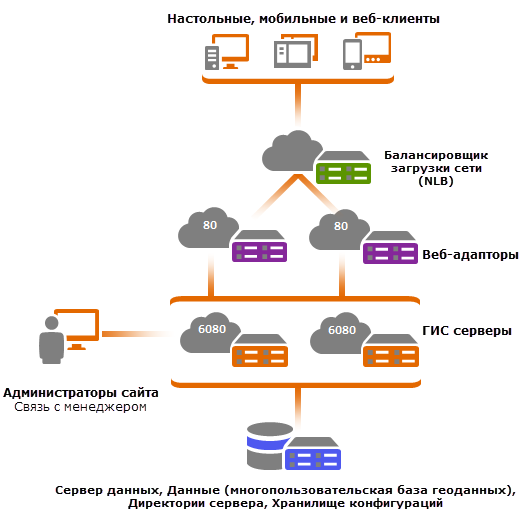 Настольные, мобильные и веб-клиенты
Балансировщик
загрузки сети
(NLB)
80
80
Веб-адапторы
6080
6080
ГИС серверы
Администраторы сайта
Связь с менеджером
Сервер данных, Данные (многопользовательская база геоданных),
Директории сервера, Хранилище конфигураций